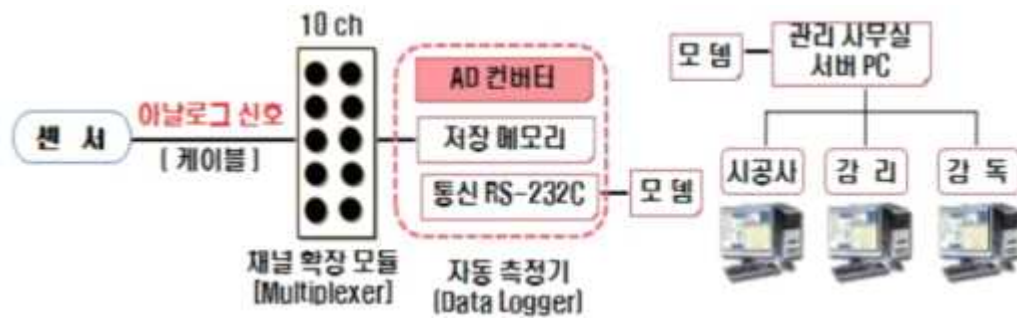 10 ch
센 서
아날로그 신호
[ 케이블 ]
채널 확장 모듈
[Multiplexer]
AD 컨버터
저장 메모리
통신 RS-232C
자동 측정기
(Data Logger)
모 뎀
모 뎀
관리 사무실
서버 PC
시공사
감 리
감 독